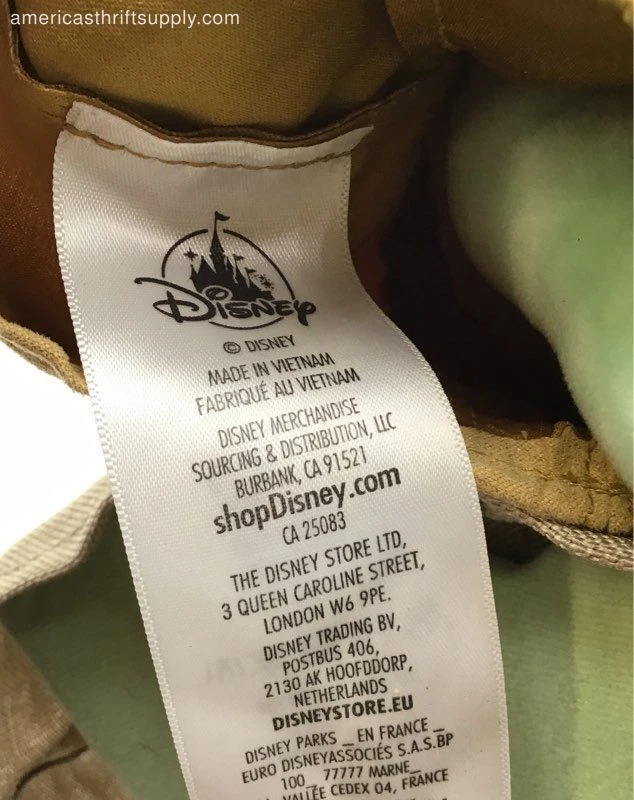 americasthriftsupply.com
Disney
© DISNEY
MADE IN VIETNAM
FABRIQUÉ AU VIETNAM
DISNEY MERCHANDISE
SOURCING & DISTRIBUTION, LLC
BURBANK, CA 91521
shopDisney.com
CA 25083
THE DISNEY STORE LTD,
3 QUEEN CAROLINE STREET,
LONDON W6 9PE.
DISNEY TRADING BV,
POSTBUS 406,
2130 AK HOOFDDORP,
NETHERLANDS
DISNEYSTORE.EU
DISNEY PARKS _ EN FRANCE _
EURO DISNEYASSOCIÉS S.A.S.BP
100_ 77777 MARNE_
VALLÉE CEDEX 04, FRANCE